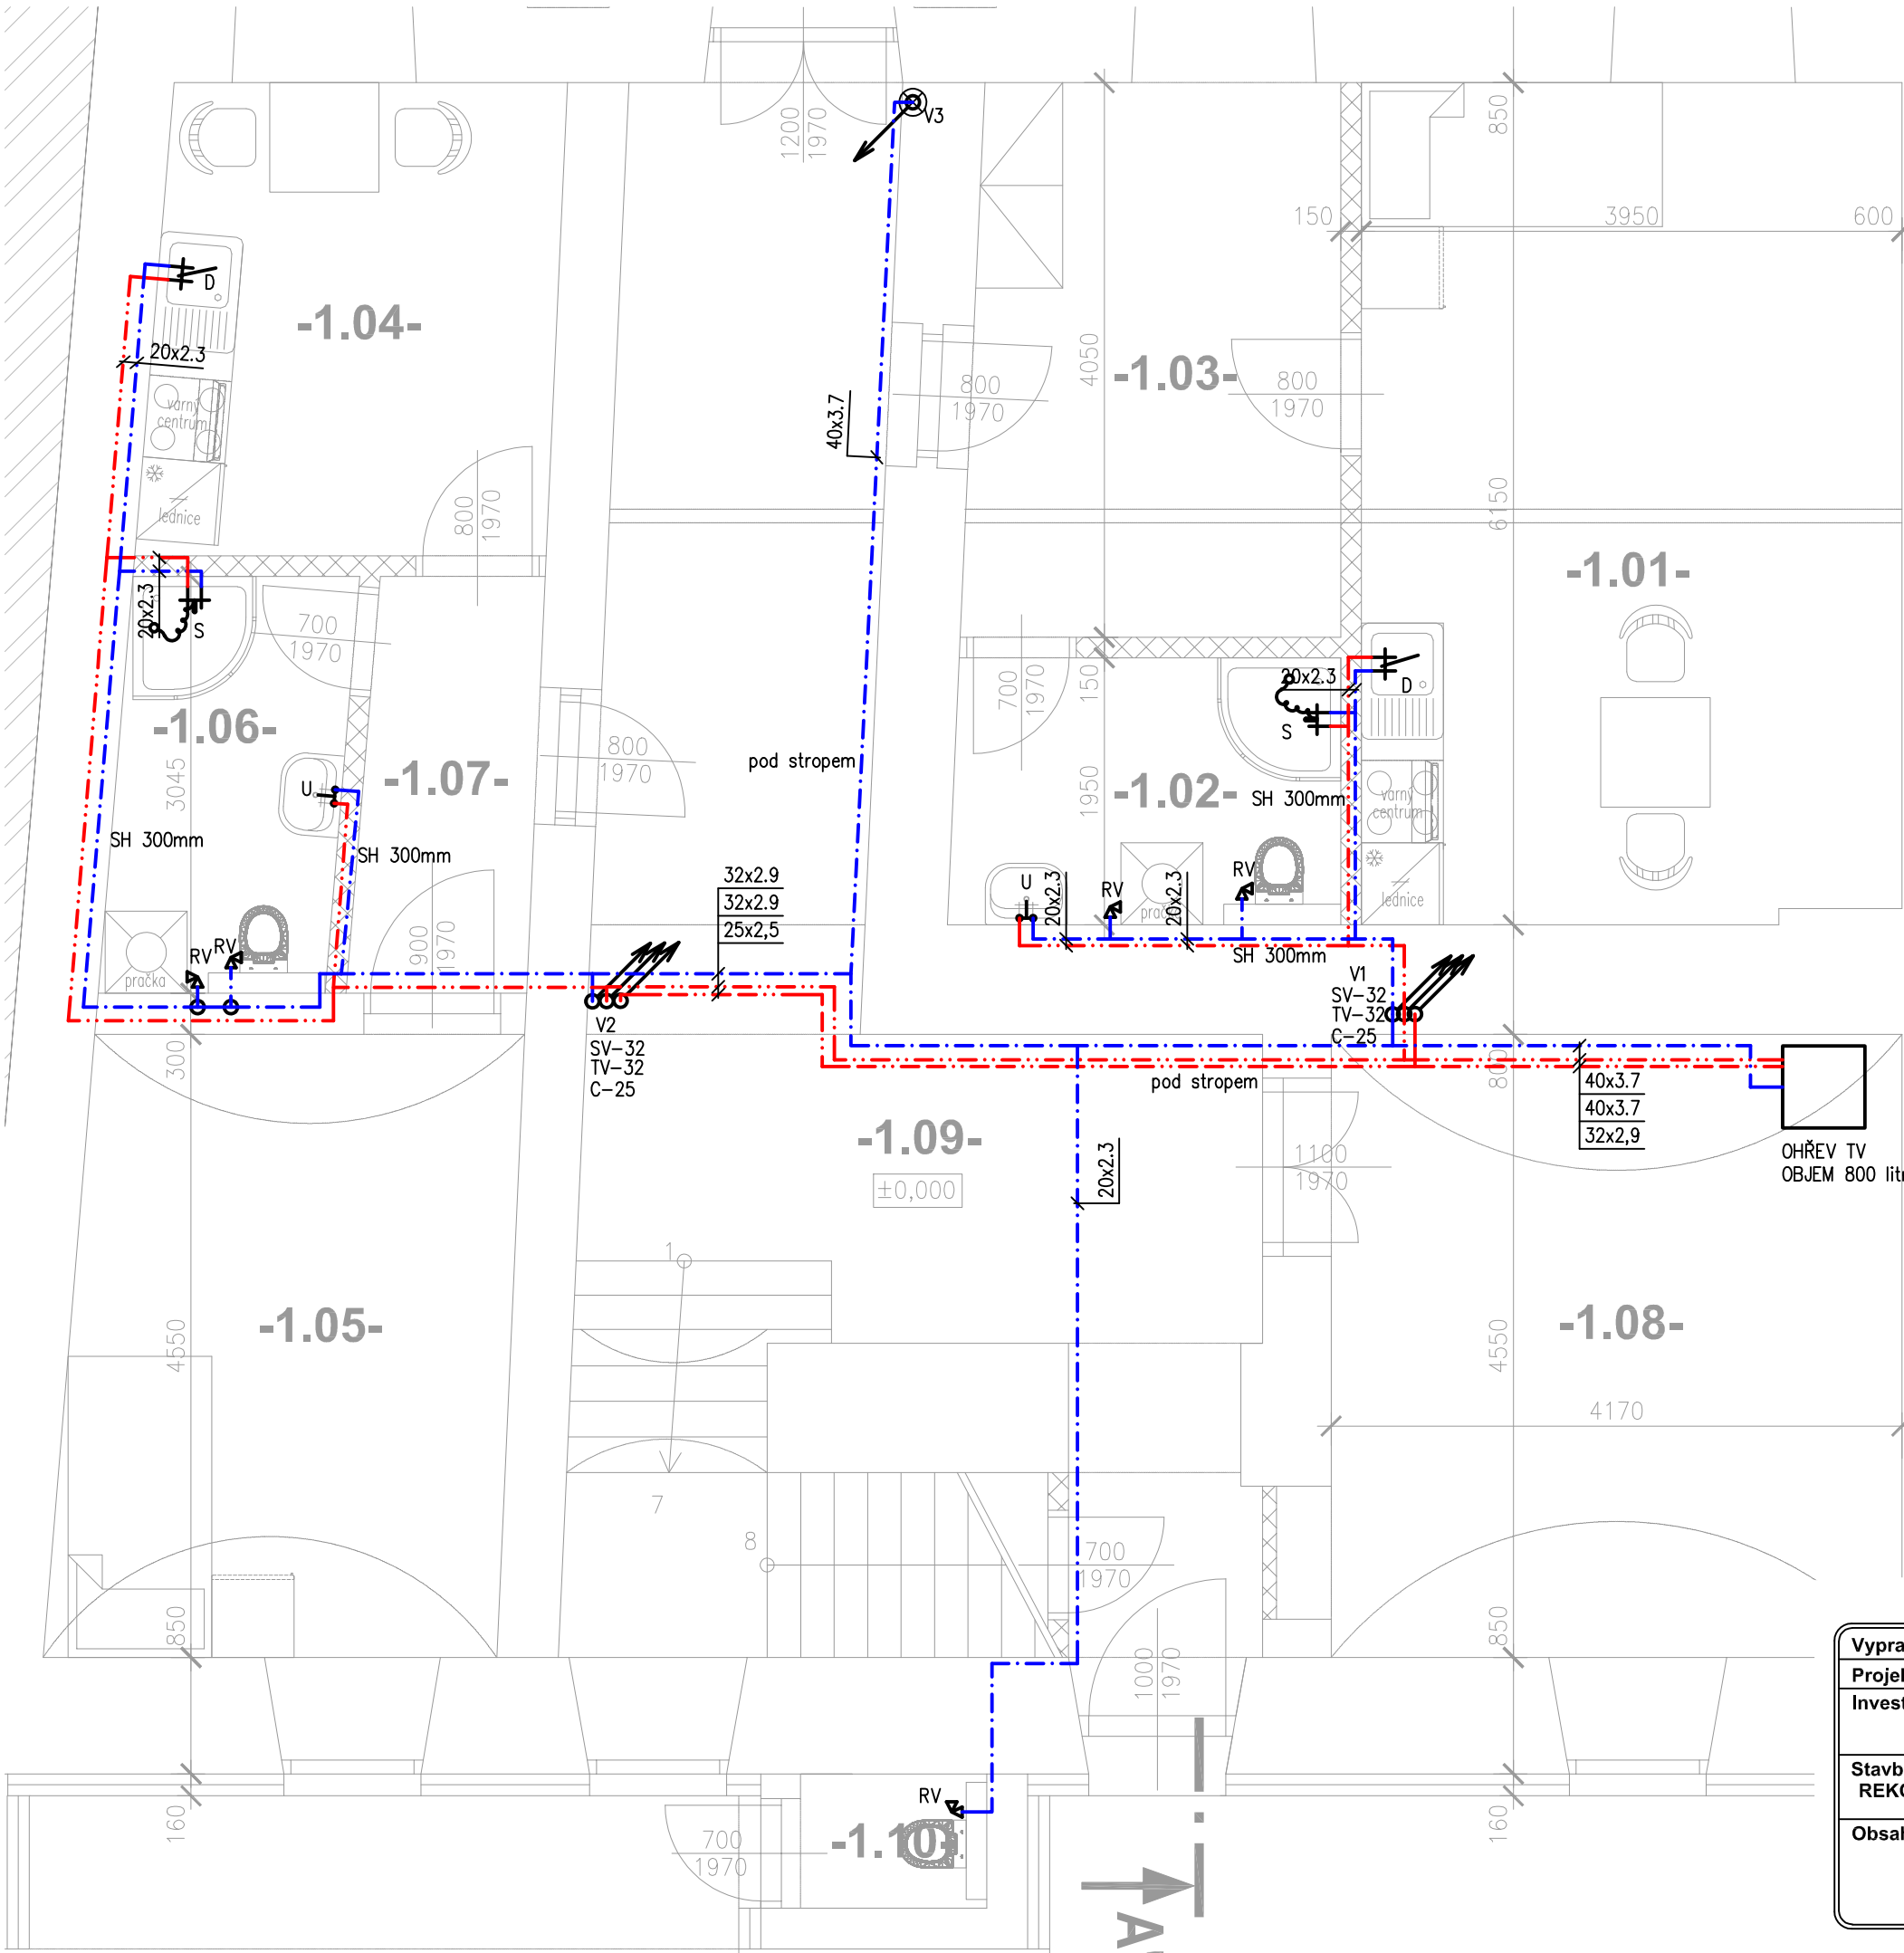 V3
1200
1970
850
150
3950
600
D
-1.04-
20x2.3
varný
centrum
lednice
40x3.7
4050
-1.03-
800
1970
800
1970
6150
800
1970
-1.01-
20x2.3
S
700
1970
-1.06-
3045
U
-1.07-
800
1970
pod stropem
700
1970
150
1950
20x2.3
D
S
-1.02-
SH 300mm
varný
centrum
lednice
SH 300mm
SH 300mm
900
1970
32x2.9
32x2.9
25x2,5
U
20x2.3
RV
20x2.3
RV
SH 300mm
RV
RV
pračka
V2
SV-32
TV-32
C-25
V1
SV-32
TV-32
C-25
300
800
pod stropem
40x3.7
40x3.7
32x2,9
OHŘEV TV
OBJEM 800
-1.09-
±0,000
20x2.3
1100
1970
1
-1.05-
4550
-1.08-
4550
4170
7
8
700
1970
850
1000
1970
850
160
160
RV
-1.10-
700
1970